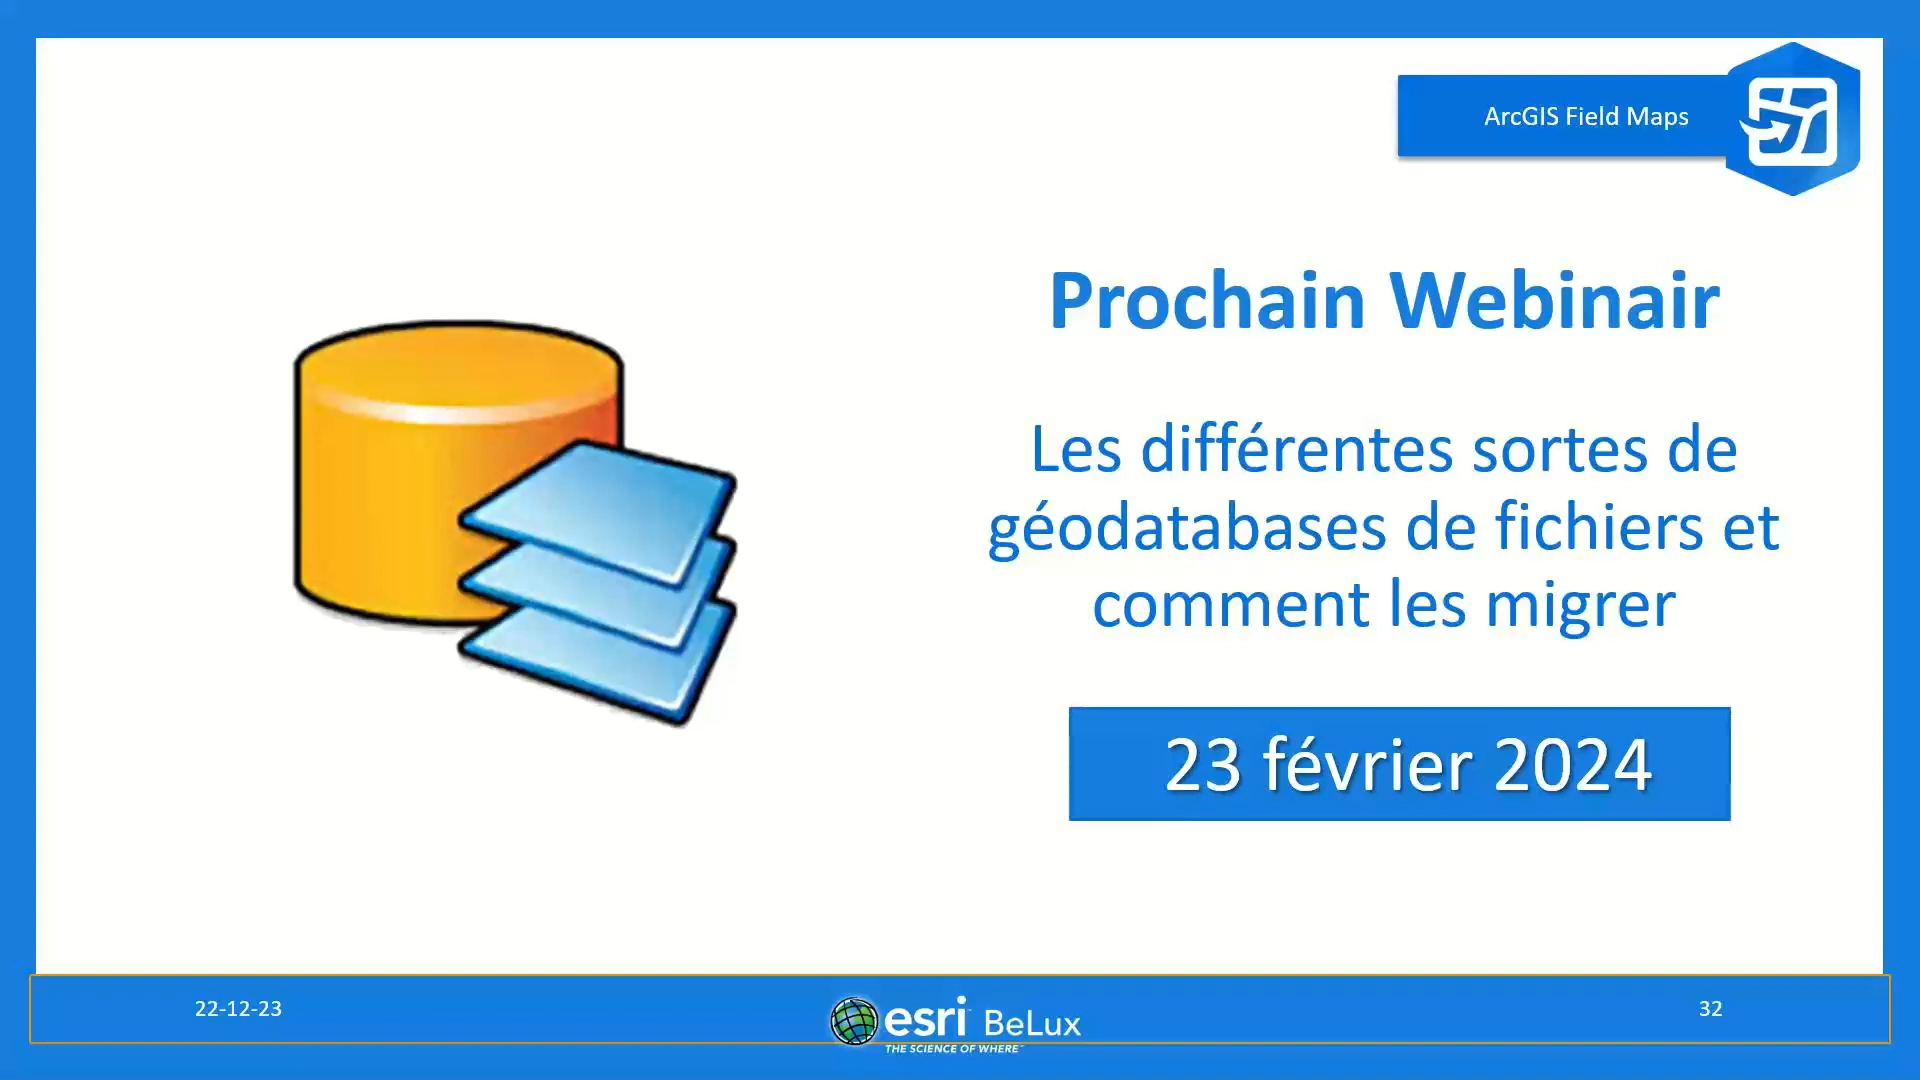 ArcGIS Field Maps
Prochain Webinair
Les différentes sortes de
géodatabases de fichiers et
comment les migrer
23 février 2024
22-12-23
esri BeLux
THE SCIENCE OF WHERE™
32